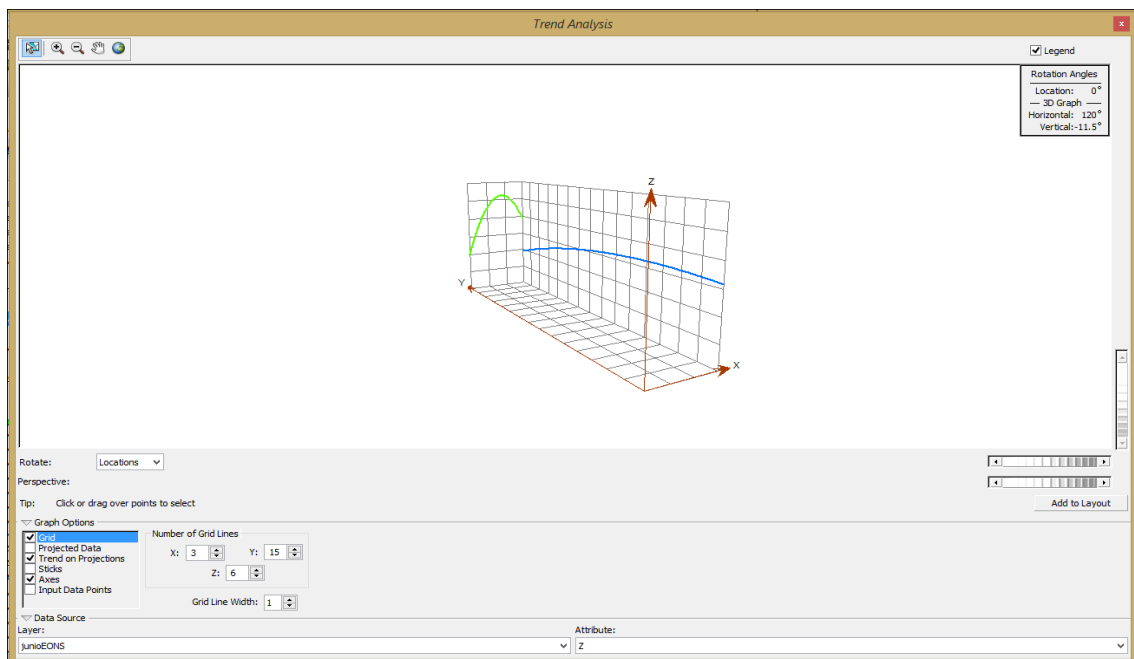 Trend Analysis
x
Legend
Rotation Angles
Location: 0°
3D Graph
Horizontal: 120°
Vertical:-11.5°
Z
Y
X
Rotate: Locations
Perspective:
Tip: Click or drag over points to select
Add to Layout
Graph Options
Grid
Projected Data
Trend on Projections
Sticks
Axes
Input Data Points
Number of Grid Lines
X: 3 Y: 15
Z: 6
Grid Line Width: 1
Data Source
Layer: Attribute:
junioEONS Z